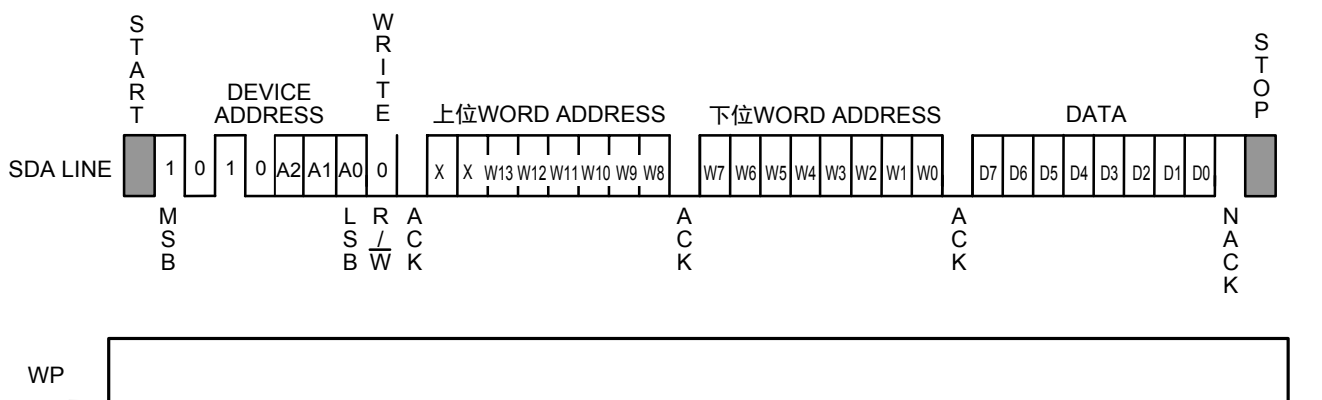 START
WRITE
STOP
DEVICE
ADDRESS
上位WORD ADDRESS
下位WORD ADDRESS
DATA
SDA LINE
1 0 1 0 A2 A1 A0 0
X X W13 W12 W11 W10 W9 W8
W7 W6 W5 W4 W3 W2 W1 W0
D7 D6 D5 D4 D3 D2 D1 D0
MSB
LSB
R/W
ACK
ACK
ACK
NACK
WP